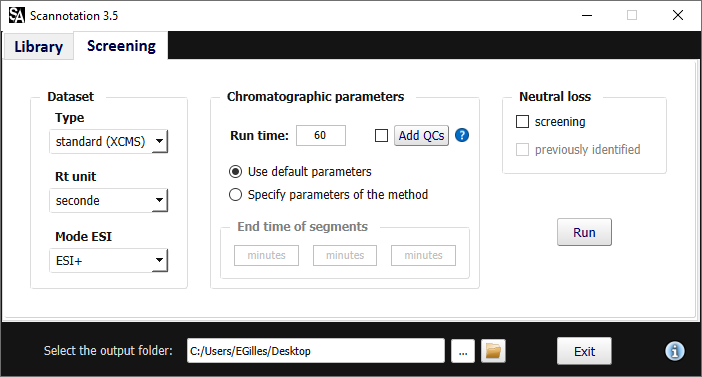 SA Scannotation 3.5
Library Screening
Dataset
Type
standard (XCMS)
Rt unit
seconde
Mode ESI
ESI+
Chromatographic parameters
Run time: 60 Add QCs ?
Use default parameters
Specify parameters of the method
End time of segments
minutes minutes minutes
Neutral loss
screening
previously identified
Run
Select the output folder: C:/Users/EGilles/Desktop ... Exit i